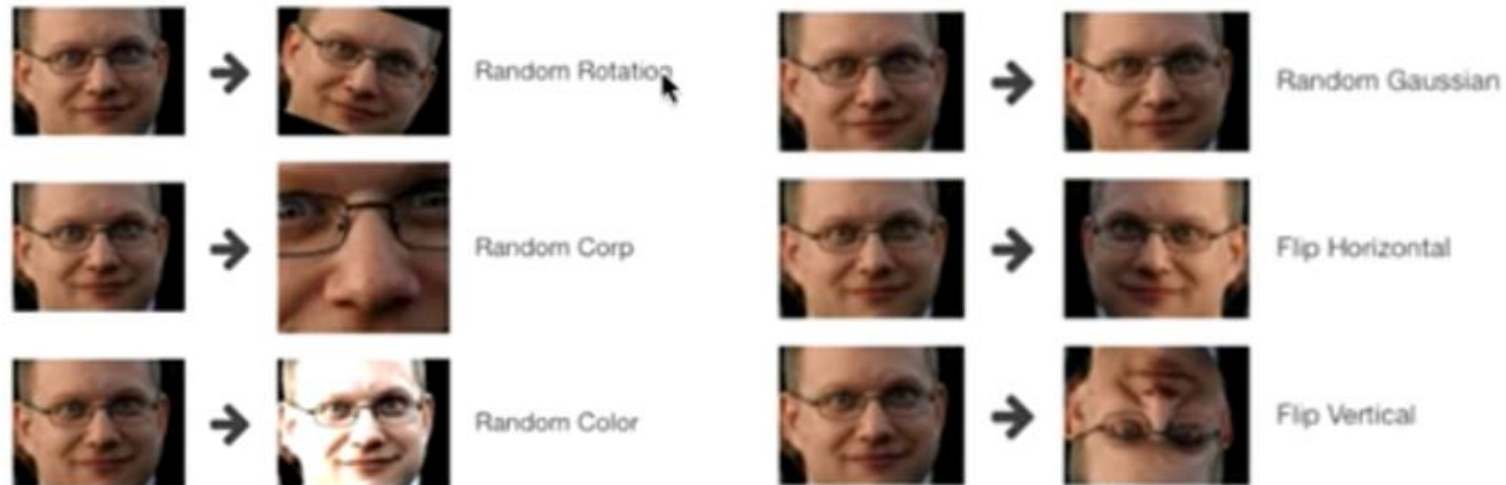 Random Rotation
Random Gaussian
Random Corp
Flip Horizontal
Random Color
Flip Vertical